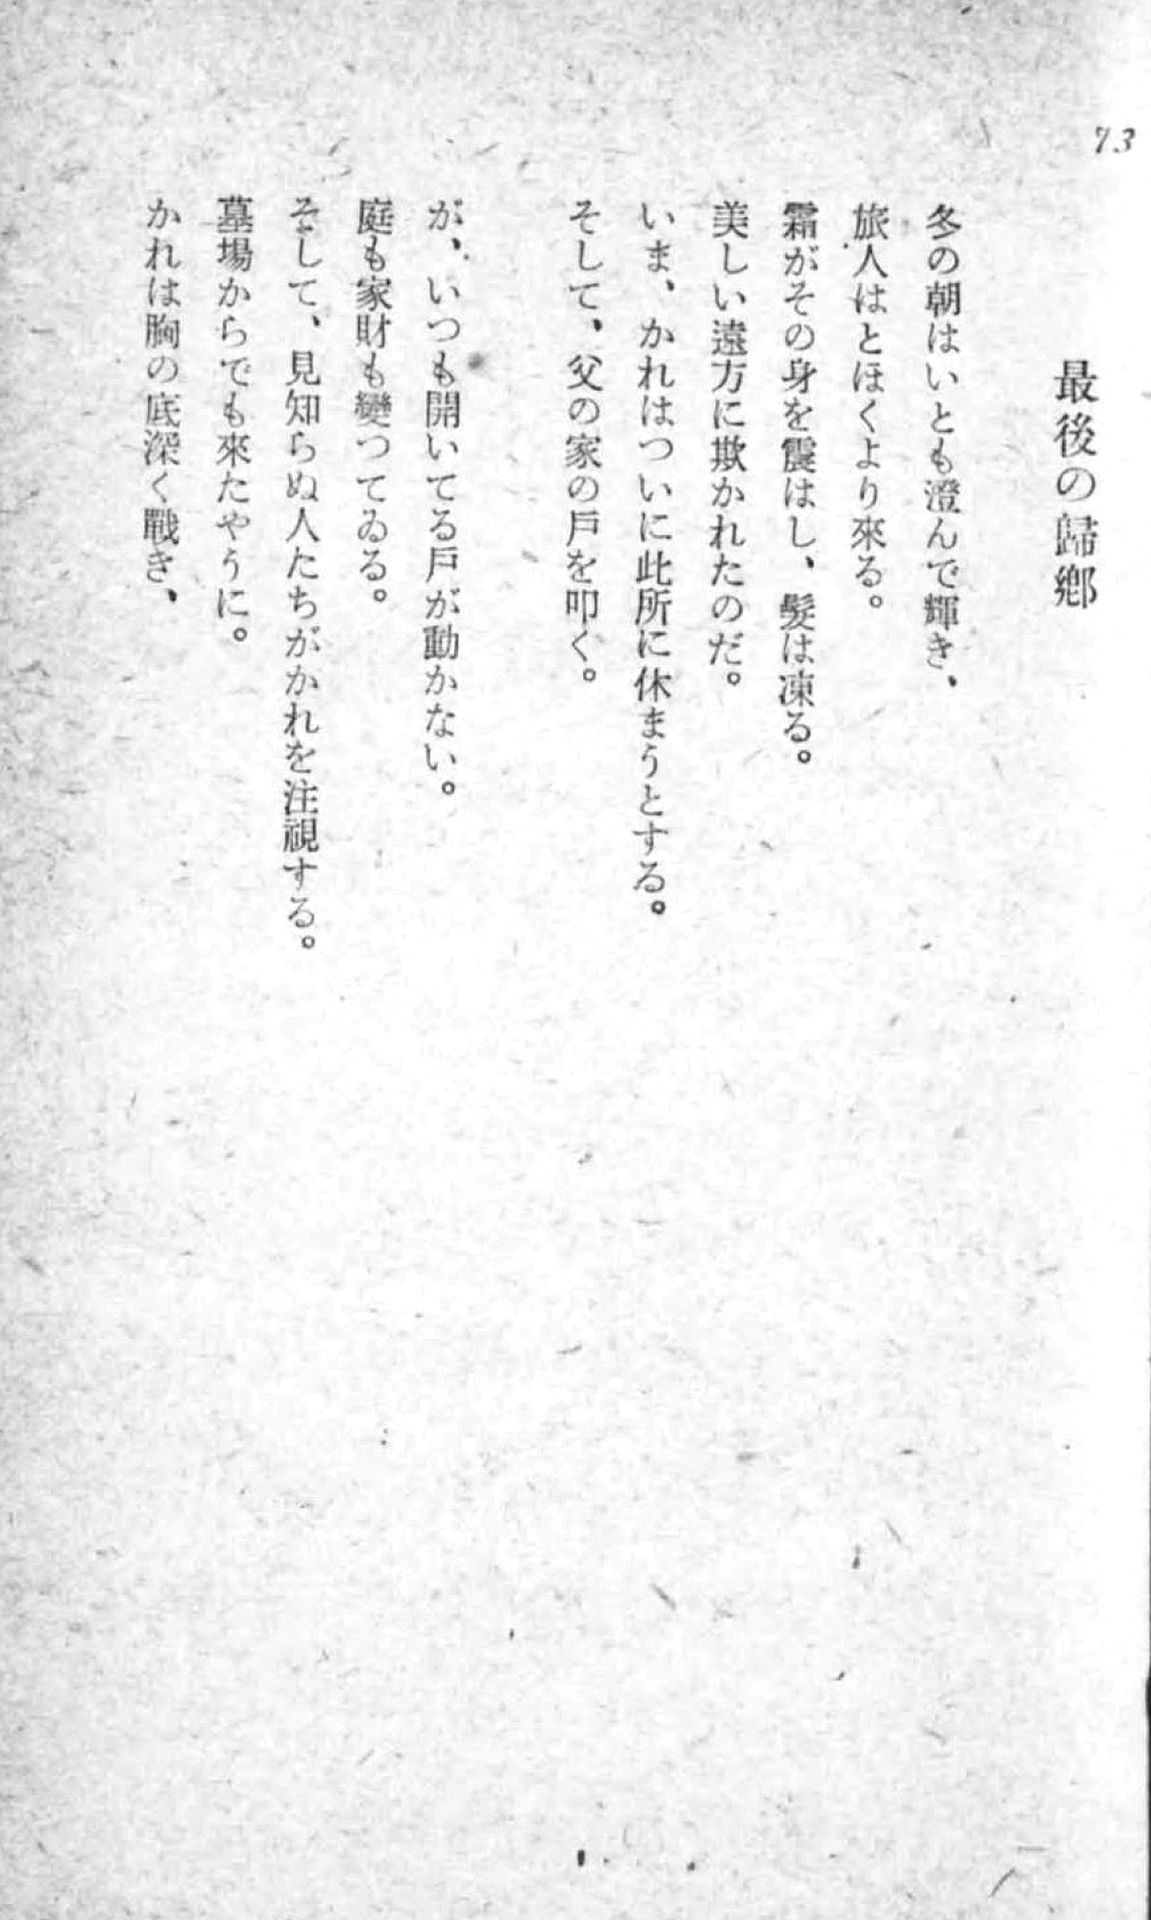 73
最後の歸鄕
冬の朝はいとも澄んで輝き、
旅人はとほくより來る。
霜がその身を震はし、髮は凍る。
美しい遠方に欺かれたのだ。
いま、かれはついに此所に休まうとする。
そして、父の家の戶を叩く。
が、いつも開いてる戶が動かない。
庭も家財も變つてゐる。
そして、見知らぬ人たちがかれを注視する。
墓場からでも來たやうに。
かれは胸の底深く戰き、